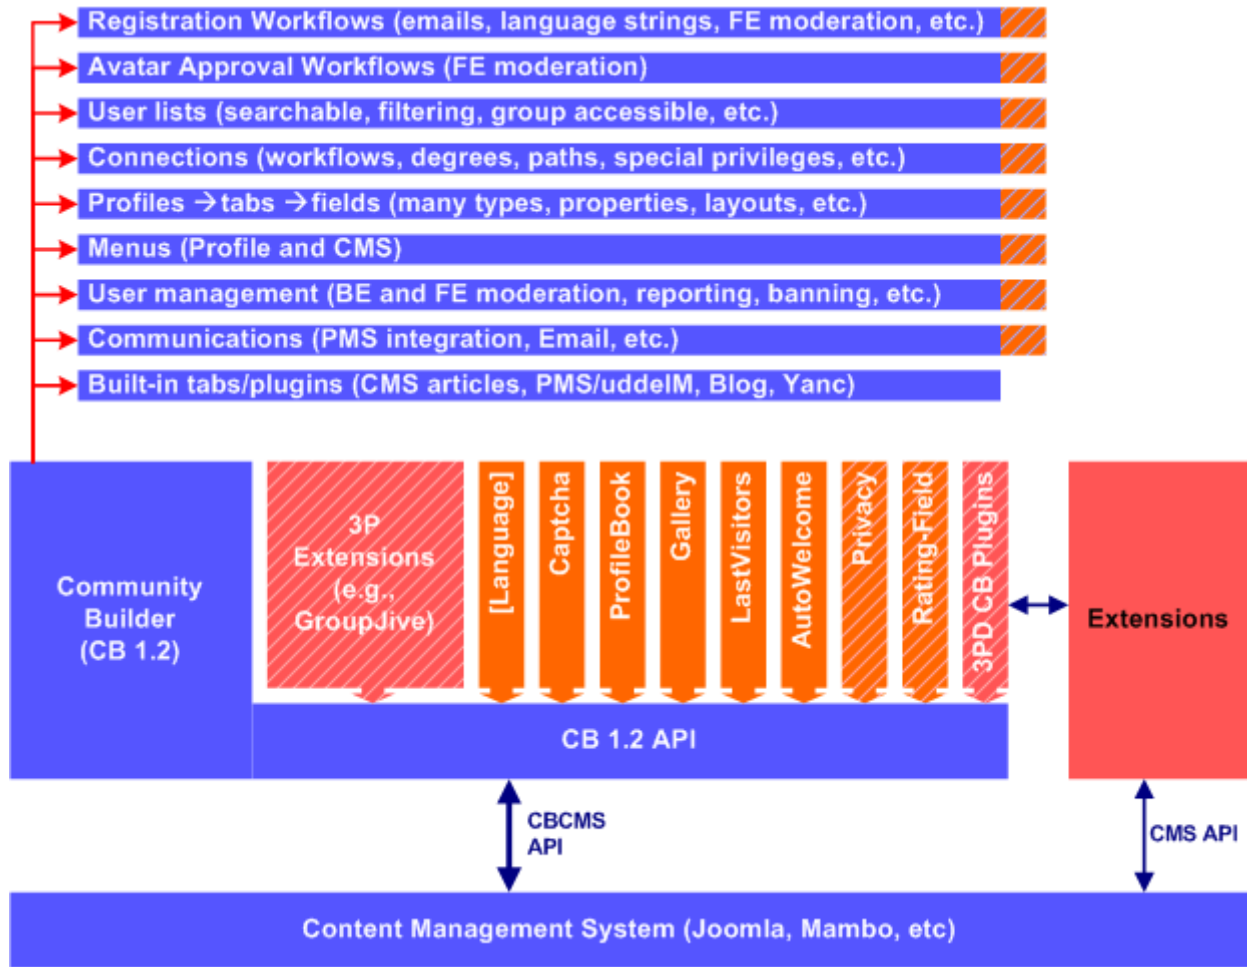 Registration Workflows (emails, language strings, FE moderation, etc.)
Avatar Approval Workflows (FE moderation)
User lists (searchable, filtering, group accessible, etc.)
Connections (workflows, degrees, paths, special privileges, etc.)
Profiles →tabs →fields (many types, properties, layouts, etc.)
Menus (Profile and CMS)
User management (BE and FE moderation, reporting, banning, etc.)
Communications (PMS integration, Email, etc.)
Built-in tabs/plugins (CMS articles, PMS/uddeIM, Blog, Yanc)
Community
Builder
(CB 1.2)
3P
Extensions
(e.g.,
GroupJive)
[Language]
Captcha
ProfileBook
Gallery
LastVisitors
AutoWelcome
Privacy
Rating-Field
3PD CB Plugins
Extensions
CB 1.2 API
CBCMS
API
CMS API
Content Management System (Joomla, Mambo, etc)